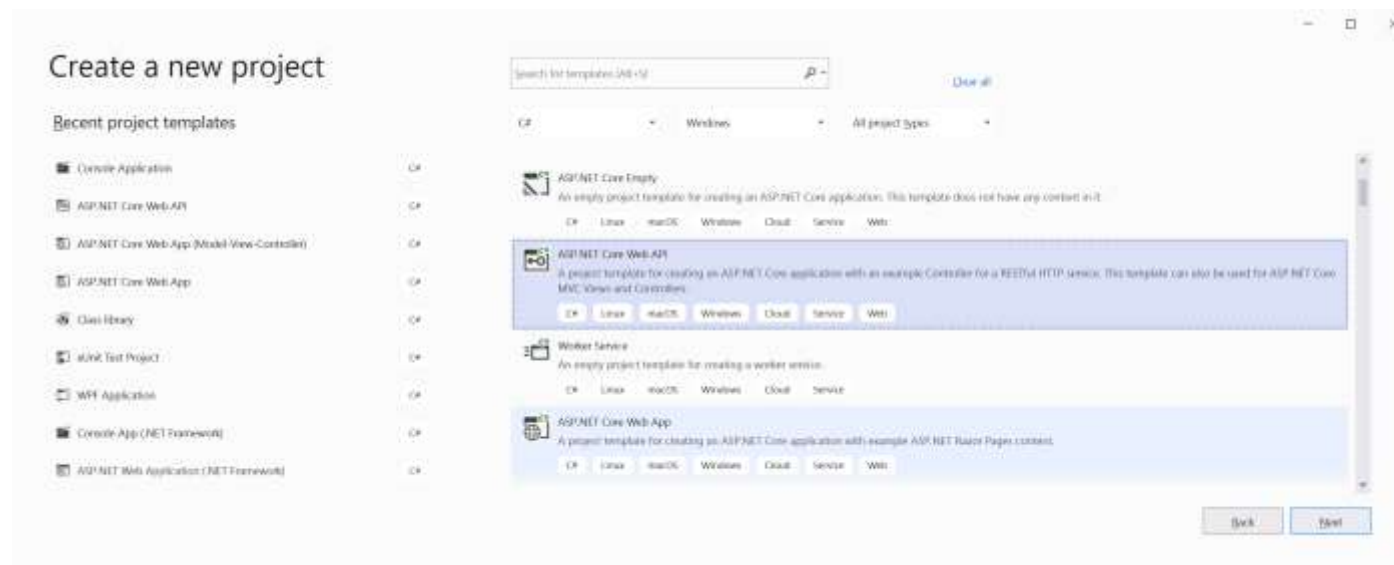 Create a new project
Search for templates (Alt+S)
Clear all
Recent project templates
C#
Windows
All project types
Console Application C#
ASP.NET Core Web API C#
ASP.NET Core Web App (Model-View-Controller) C#
ASP.NET Core Web App C#
Class library C#
xUnit Test Project C#
WPF Application C#
Console App (.NET Framework) C#
ASP.NET Web Application (.NET Framework) C#
ASP.NET Core Empty
An empty project template for creating an ASP.NET Core application. This template does not have any content in it.
C# Linux macOS Windows Cloud Service Web
ASP.NET Core Web API
A project template for creating an ASP.NET Core application with an example Controller for a RESTful HTTP service. This template can also be used for ASP.NET Core
MVC Views and Controllers.
C# Linux macOS Windows Cloud Service Web
Worker Service
An empty project template for creating a worker service.
C# Linux macOS Windows Cloud Service
ASP.NET Core Web App
A project template for creating an ASP.NET Core application with example ASP.NET Razor Pages content.
C# Linux macOS Windows Cloud Service Web
Back
Next